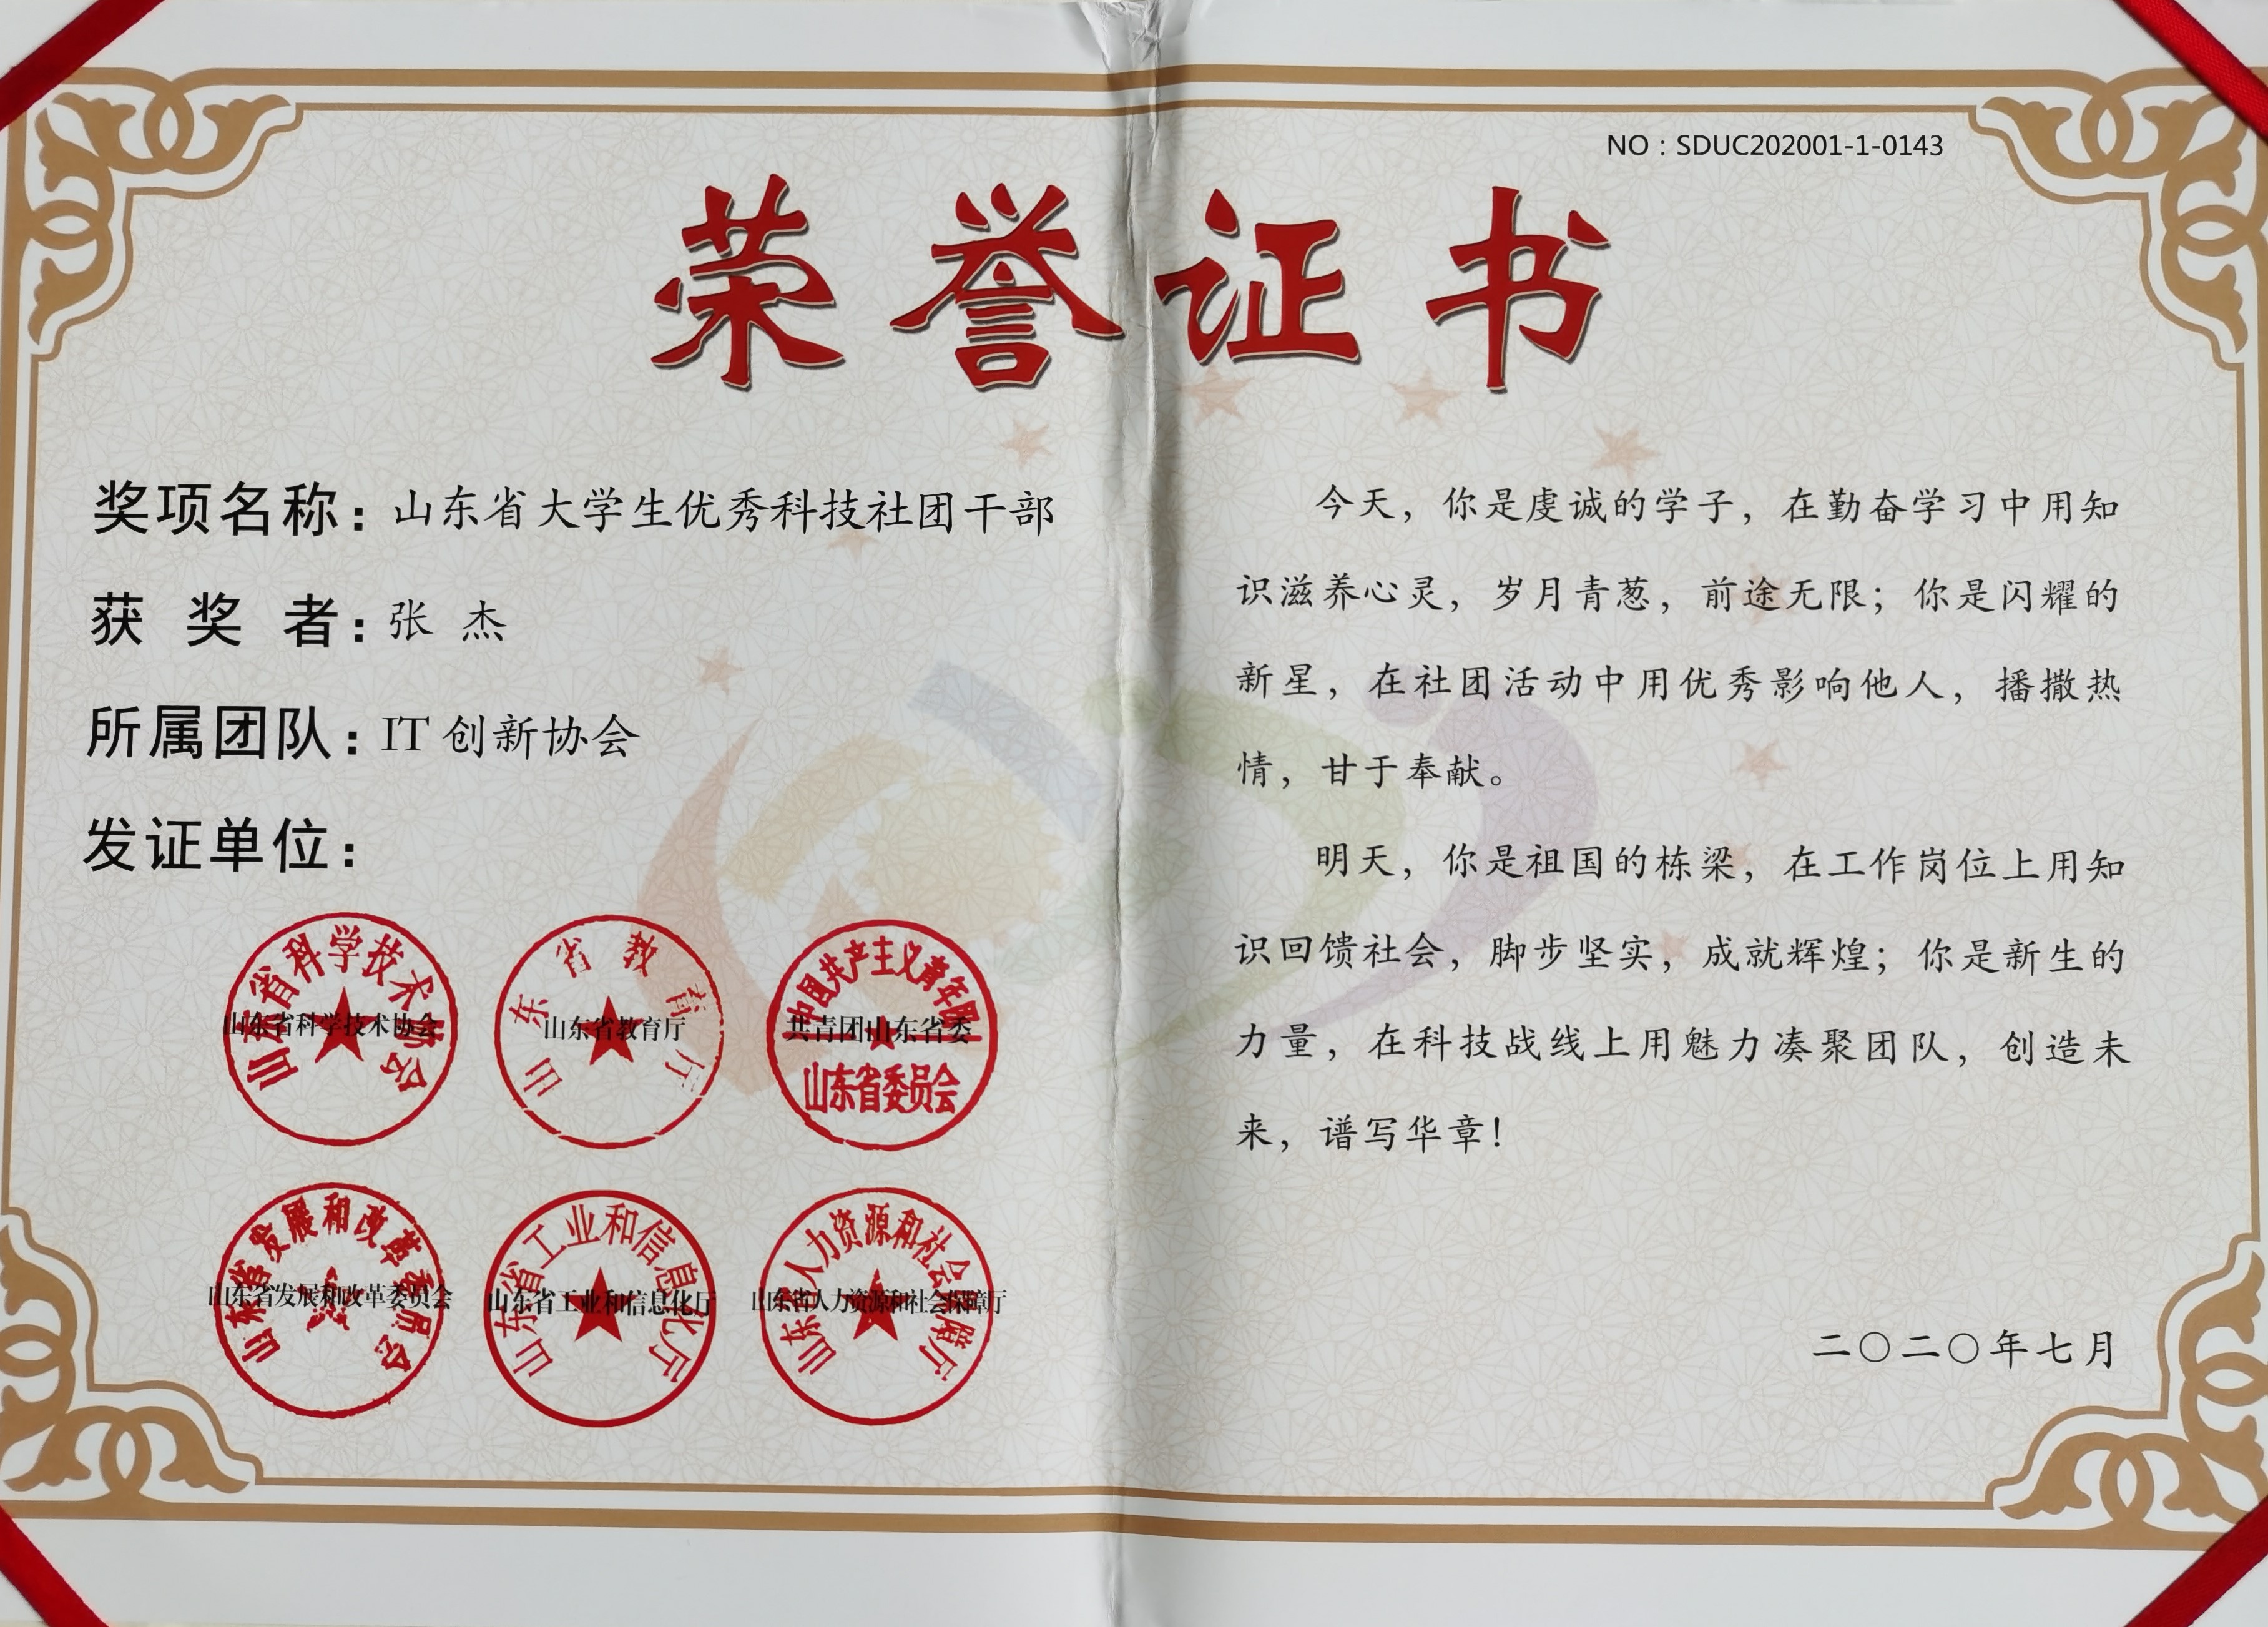 NO：SDUC202001-1-0143
荣誉证书
奖项名称：山东省大学生优秀科技社团干部
获奖者：张杰
所属团队：IT创新协会
发证单位：
山东省科学技术协会
山东省科学技术协会
山东省教育厅
山东省教育厅
中国共产主义青年团
共青团山东省委
山东省委员会
山东省发展和改革委员会
山东省发展和改革委员会
山东省工业和信息化厅
山东省工业和信息化厅
山东省人力资源和社会保障厅
山东省人力资源和社会保障厅
今天，你是虔诚的学子，在勤奋学习中用知
识滋养心灵，岁月青葱，前途无限；你是闪耀的
新星，在社团活动中用优秀影响他人，播撒热
情，甘于奉献。
明天，你是祖国的栋梁，在工作岗位上用知
识回馈社会，脚步坚实，成就辉煌；你是新生的
力量，在科技战线上用魅力凑聚团队，创造未
来，谱写华章！
二〇二〇年七月